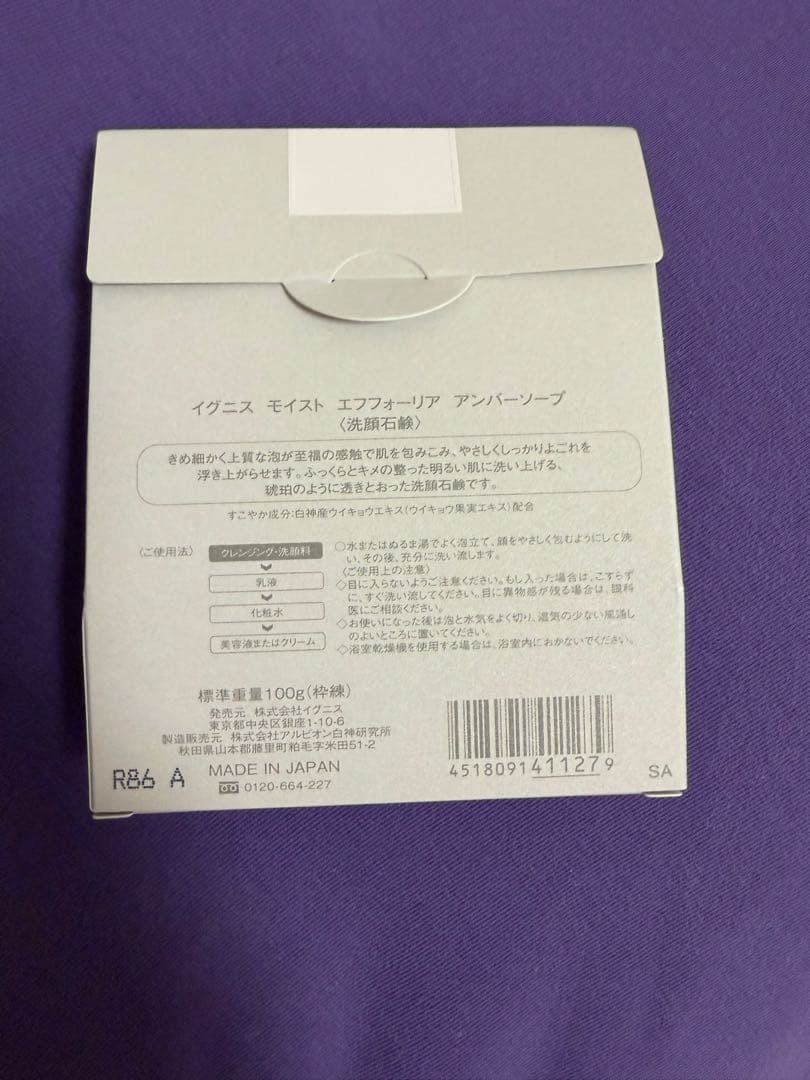 イグニス モイスト エフフォーリア アンバーソープ
〈洗顔石鹸〉
きめ細かく上質な泡が至福の感触で肌を包みこみ、やさしくしっかりよごれを
浮き上がらせます。ふっくらとキメの整った明るい肌に洗い上げる、
琥珀のように透きとおった洗顔石鹸です。
すこやか成分：白神産ウイキョウエキス（ウイキョウ果実エキス）配合
〈ご使用法〉
クレンジング・洗顔料
乳液
化粧水
美容液またはクリーム
○水またはぬるま湯でよく泡立て、顔をやさしく包むようにして洗
い、その後、充分に洗い流します。
〈ご使用上の注意〉
◇目に入らないようご注意ください。もし入った場合は、こすらず
に、すぐ洗い流してください。目に異物感が残る場合は、眼科
医にご相談ください。
◇お使いになった後は泡と水気をよく切り、湿気の少ない風通し
のよいところに置いてください。
◇浴室乾燥機を使用する場合は、浴室内におかないでください。
標準重量100g（枠練）
発売元 株式会社イグニス
東京都中央区銀座1-10-6
製造販売元 株式会社アルビオン白神研究所
秋田県山本郡藤里町粕毛字米田51-2
R86 A
MADE IN JAPAN
0120-664-227
4518091411279
SA